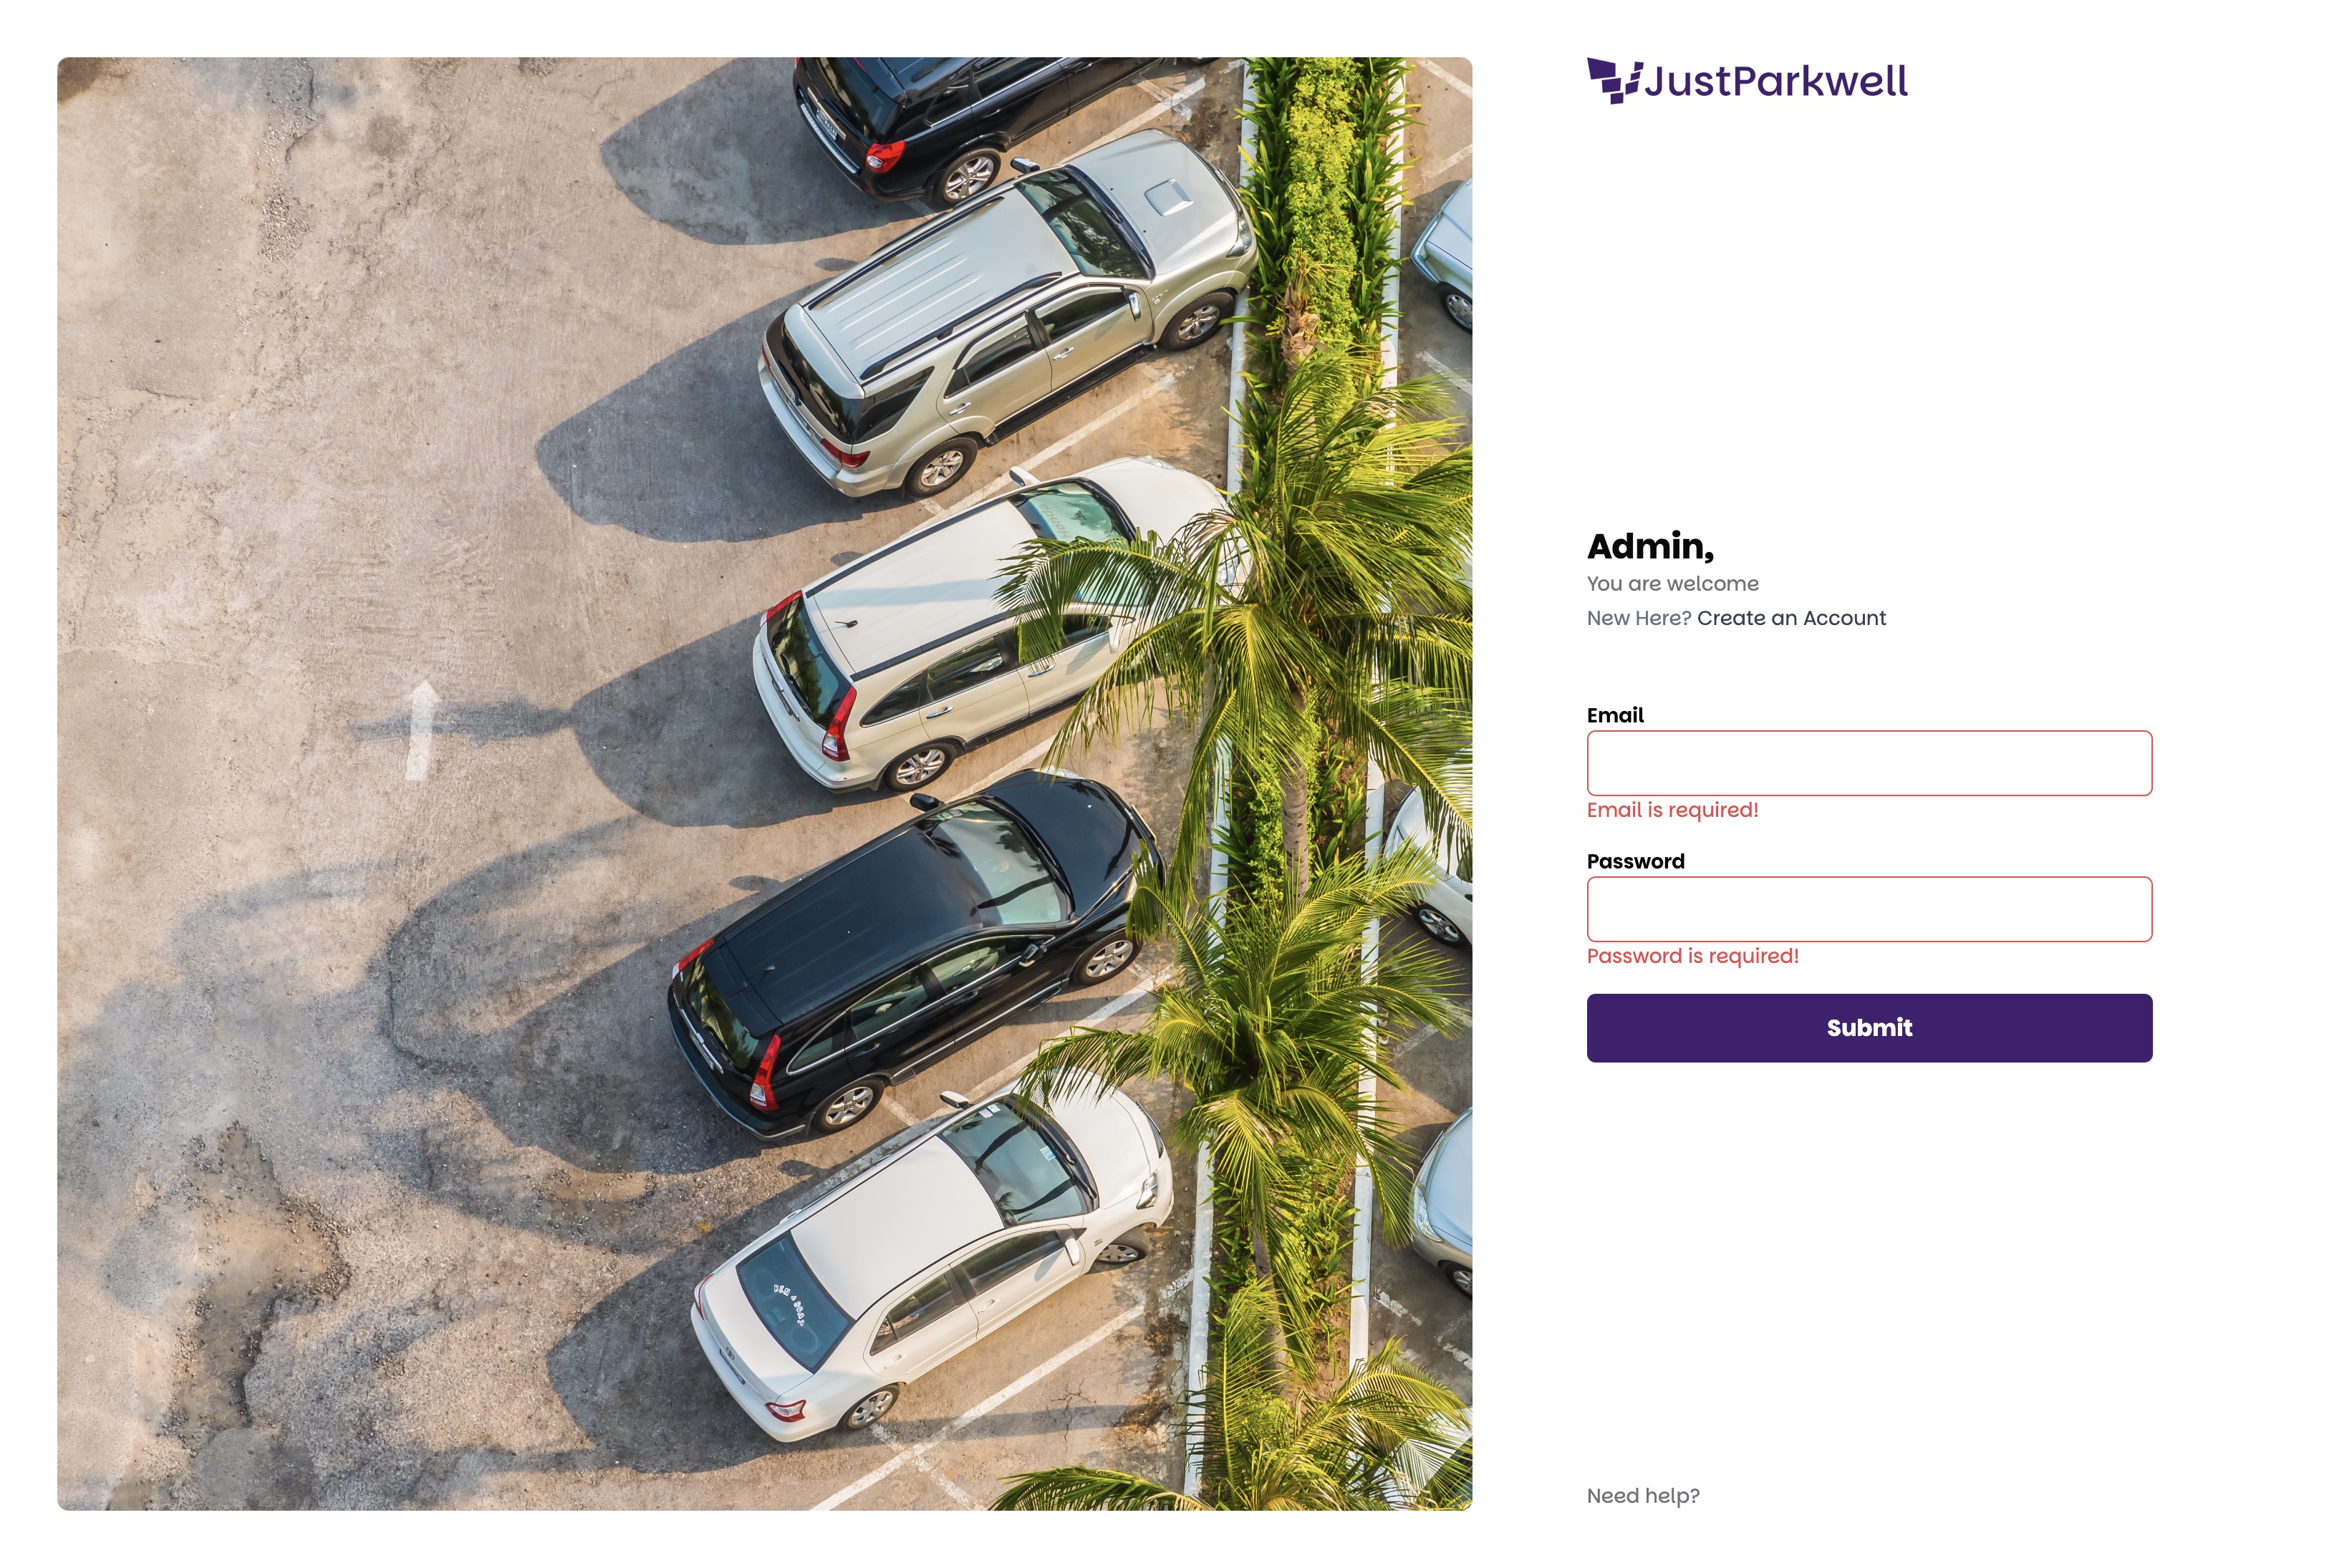 JustParkwell
Admin,
You are welcome
New Here? Create an Account
Email
Email is required!
Password
Password is required!
Submit
Need help?